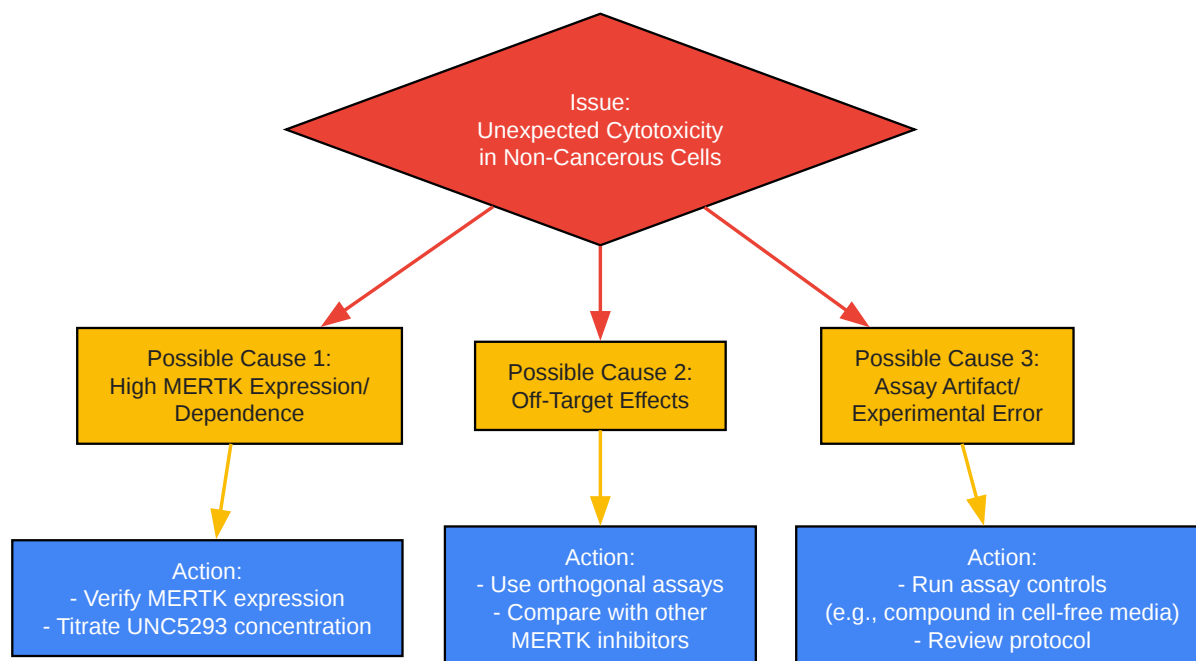 Issue:
Unexpected Cytotoxicity
in Non-Cancerous Cells
Possible Cause 1:
High MERTK Expression/
Dependence
Possible Cause 2:
Off-Target Effects
Possible Cause 3:
Assay Artifact/
Experimental Error
Action:
- Verify MERTK expression
- Titrate UNC5293 concentration
Action:
- Use orthogonal assays
- Compare with other
MERTK inhibitors
Action:
- Run assay controls
(e.g., compound in cell-free media)
- Review protocol